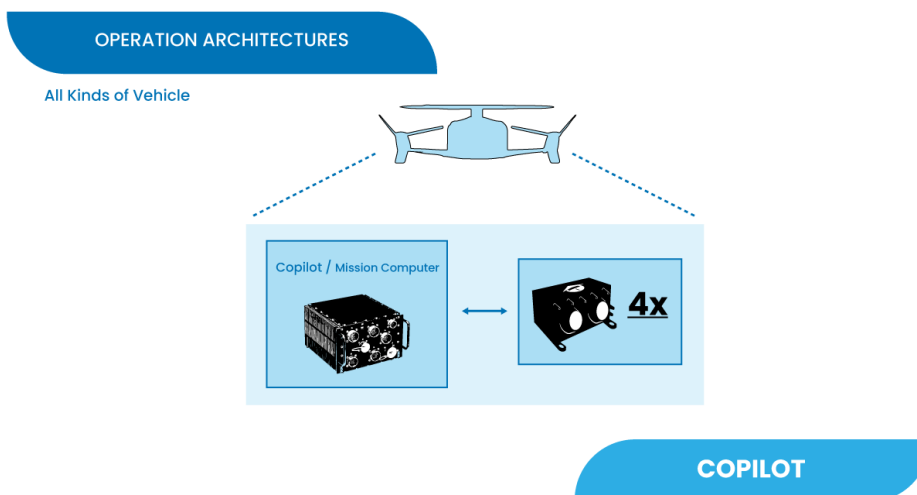 OPERATION ARCHITECTURES
All Kinds of Vehicle
Copilot / Mission Computer
4x
COPILOT